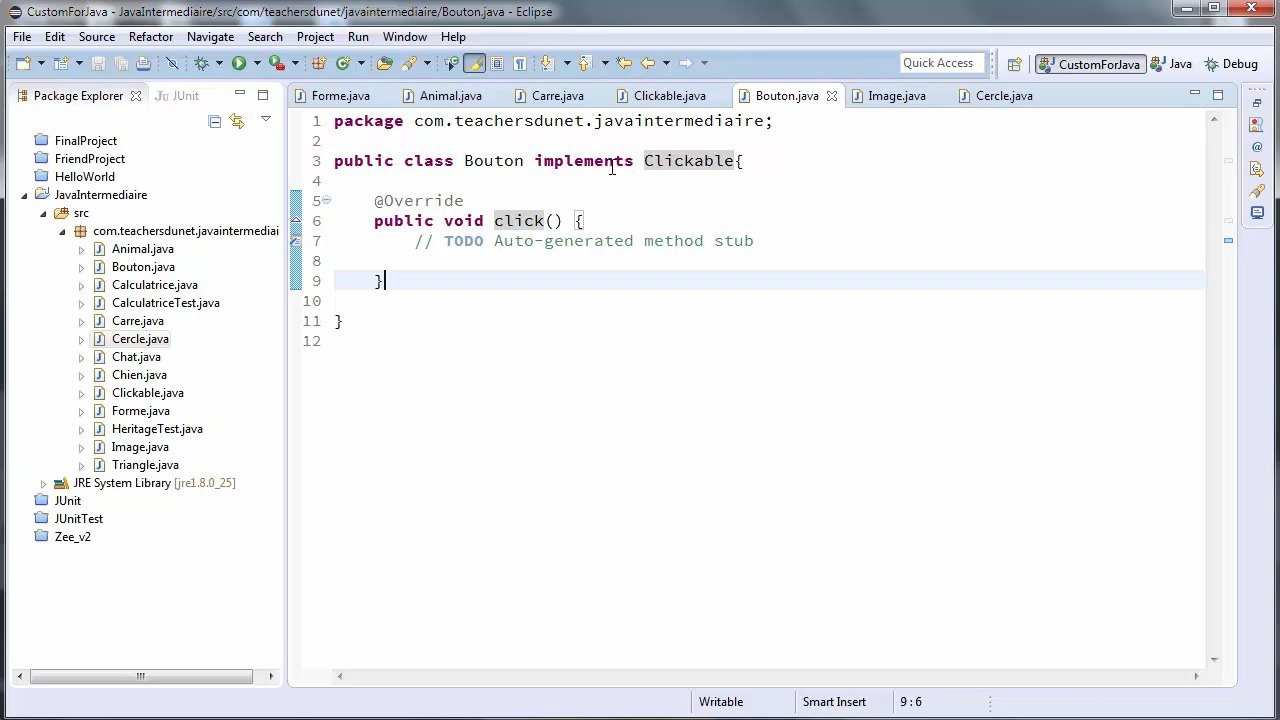 CustomForJava - JavaIntermediaire/src/com/teachersdunet/javaintermediaire/Bouton.java - Eclipse
File Edit Source Refactor Navigate Search Project Run Window Help
Quick Access CustomForJava Java Debug
Package Explorer JUnit
Forme.java Animal.java Carre.java Clickable.java Bouton.java Image.java Cercle.java
FinalProject
FriendProject
HelloWorld
JavaIntermediaire
src
com.teachersdunet.javaintermediai
Animal.java
Bouton.java
Calculatrice.java
CalculatriceTest.java
Carre.java
Cercle.java
Chat.java
Chien.java
Clickable.java
Forme.java
HeritageTest.java
Image.java
Triangle.java
JRE System Library [jre1.8.0_25]
JUnit
JUnitTest
Zee_v2
1 package com.teachersdunet.javaintermediaire;
2
3 public class Bouton implements Clickable{
4
5 @Override
6 public void click() {
7 // TODO Auto-generated method stub
8
9 }
10
11 }
12
Writable Smart Insert 9 : 6